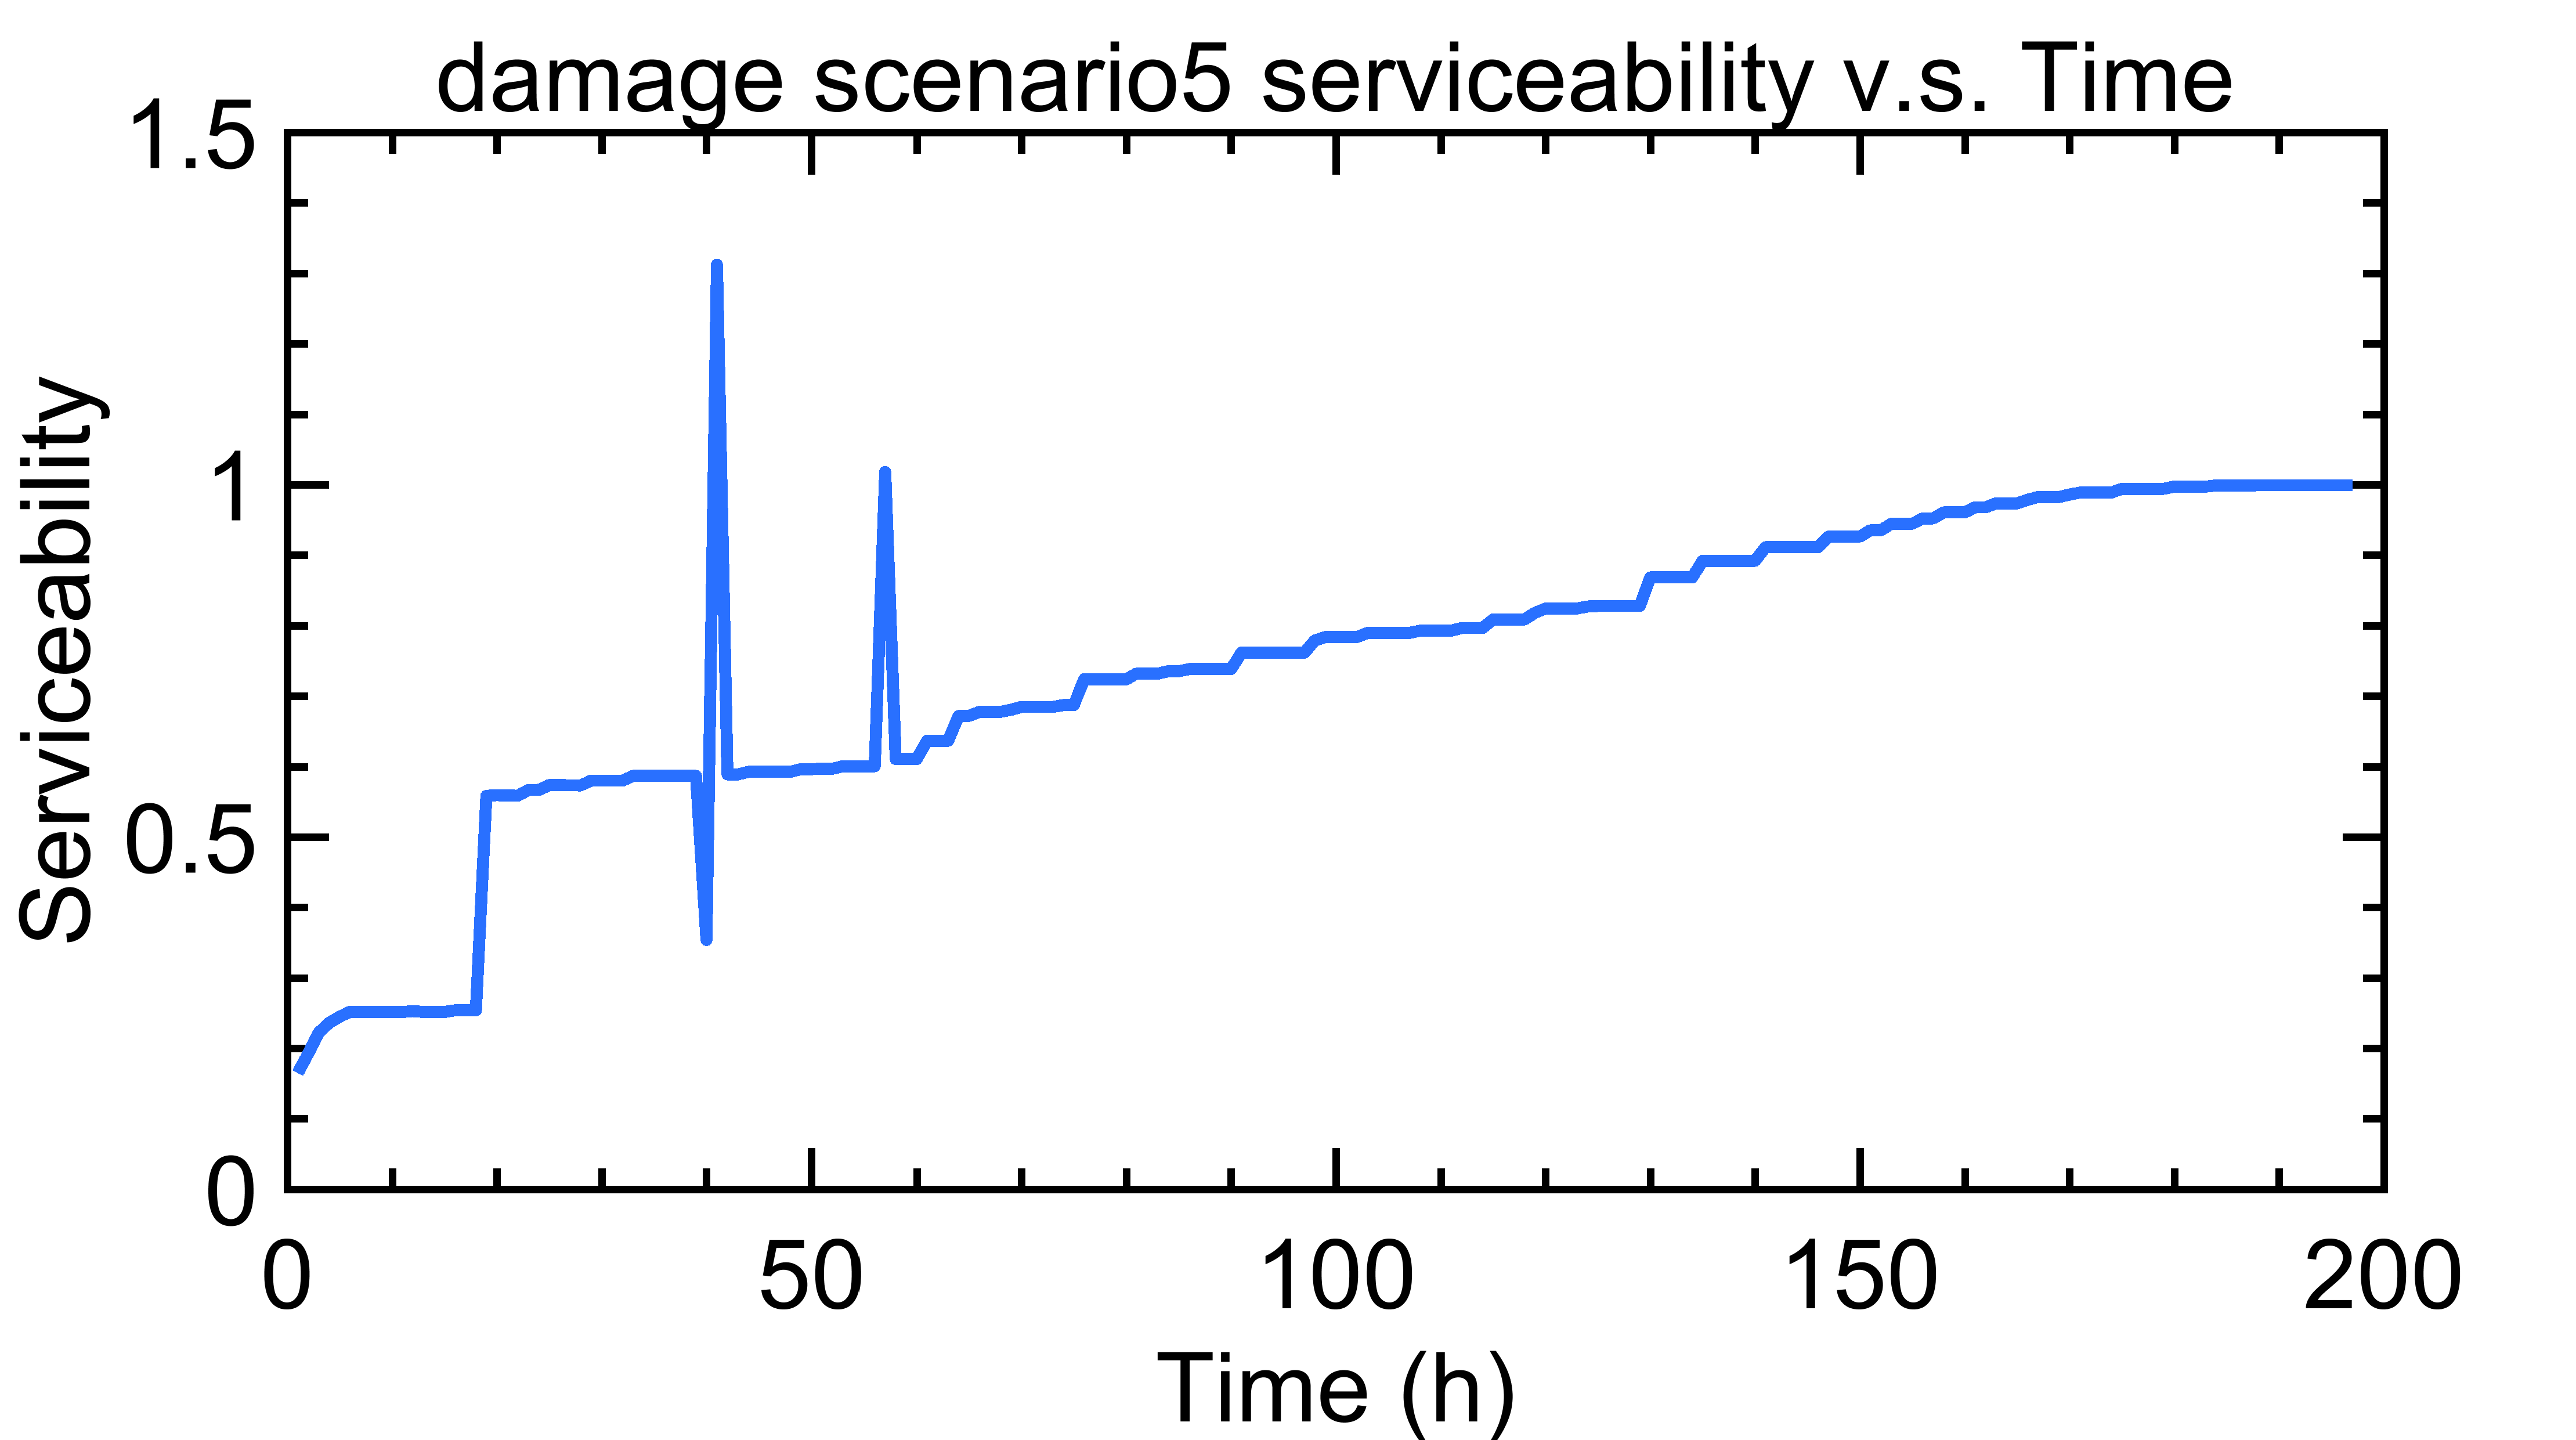 damage scenario5 serviceability v.s. Time
1.5
1
0.5
0
Serviceability
0 50 100 150 200
Time (h)